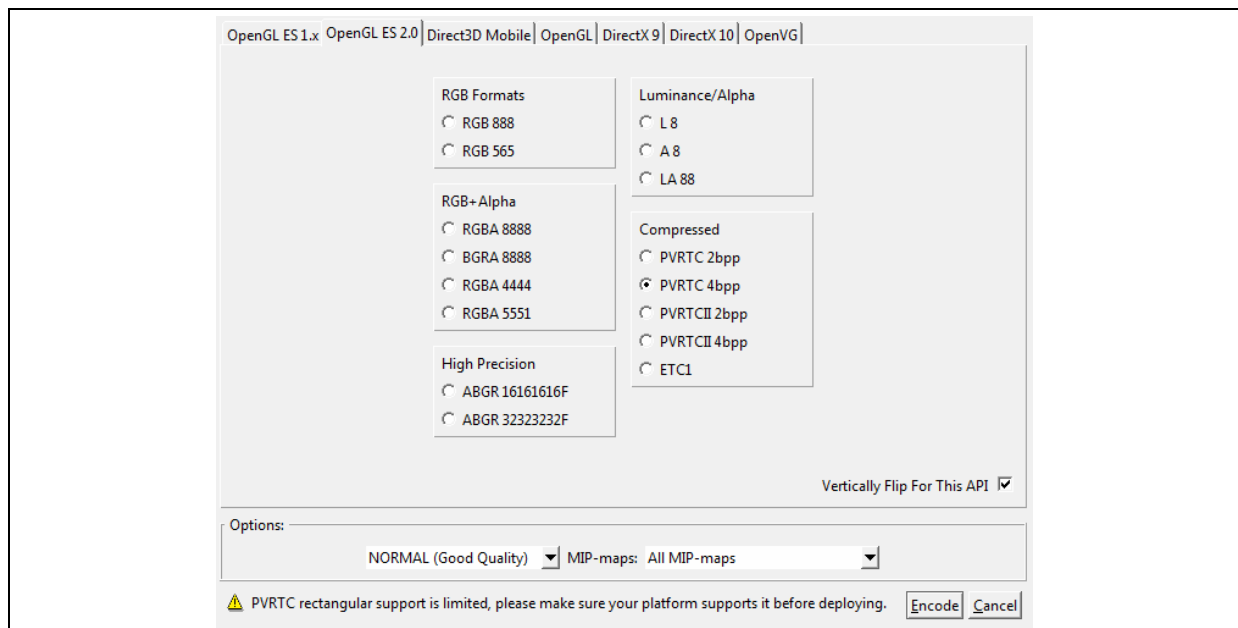 OpenGL ES 1.x OpenGL ES 2.0 Direct3D Mobile OpenGL DirectX 9 DirectX 10 OpenVG
RGB Formats
RGB 888
RGB 565
RGB+Alpha
RGBA 8888
BGRA 8888
RGBA 4444
RGBA 5551
High Precision
ABGR 16161616F
ABGR 32323232F
Luminance/Alpha
L 8
A 8
LA 88
Compressed
PVRTC 2bpp
PVRTC 4bpp
PVRTCII 2bpp
PVRTCII 4bpp
ETC1
Vertically Flip For This API
Options:
NORMAL (Good Quality) MIP-maps: All MIP-maps
PVRTC rectangular support is limited, please make sure your platform supports it before deploying. Encode Cancel